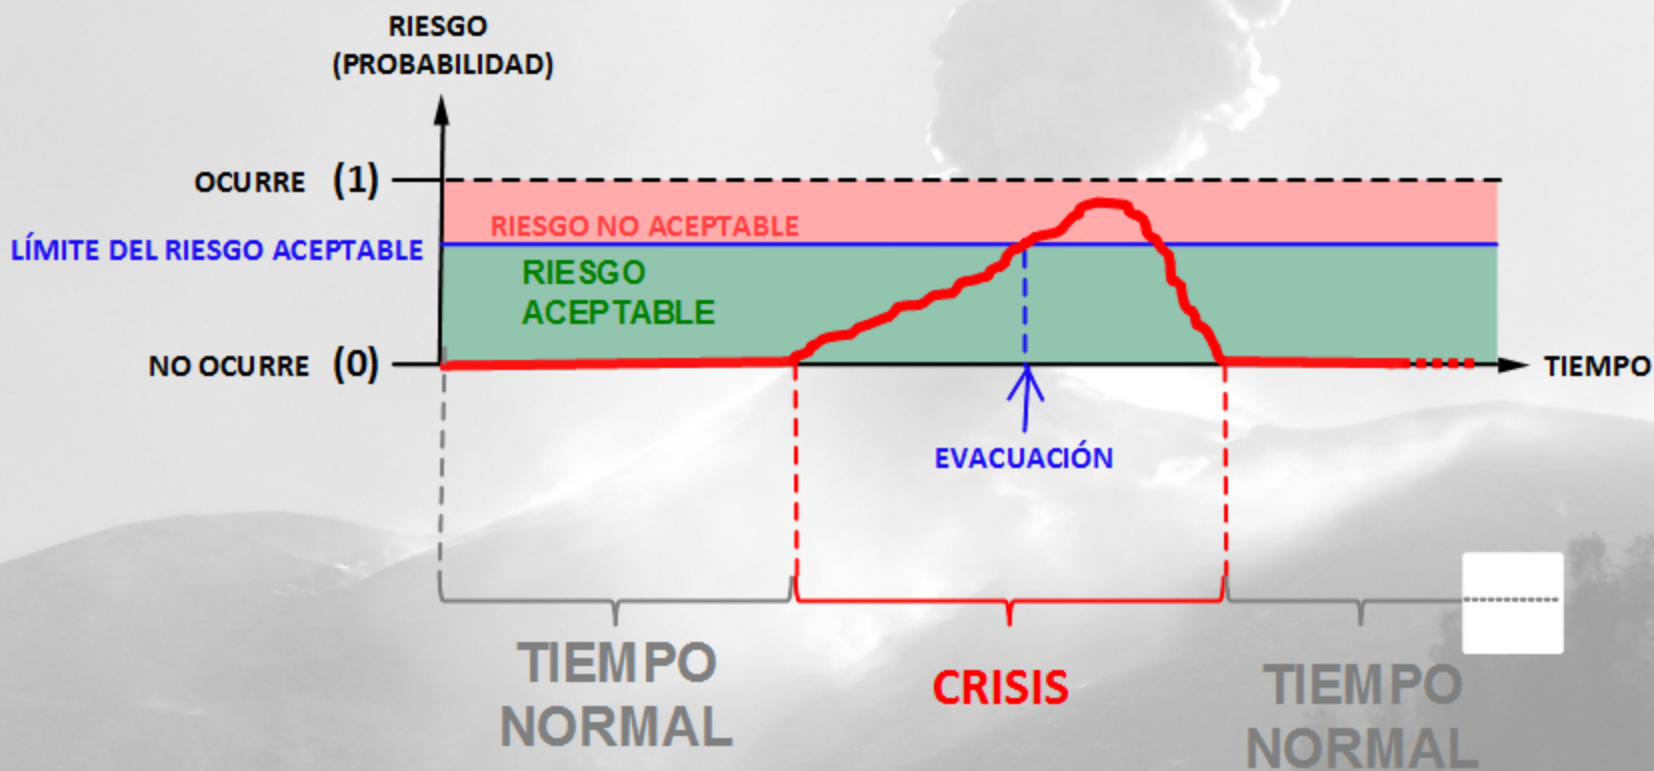 RIESGO
(PROBABILIDAD)
OCURRE (1)
RIESGO NO ACEPTABLE
LÍMITE DEL RIESGO ACEPTABLE
RIESGO
ACEPTABLE
NO OCURRE (0)
TIEMPO
EVACUACIÓN
TIEMPO
NORMAL
CRISIS
TIEMPO
NORMAL